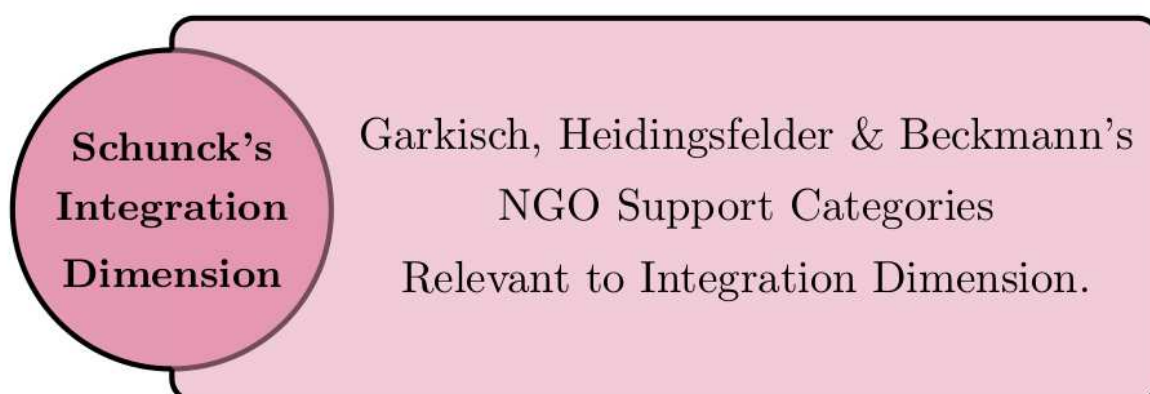 Schunck's
Integration
Dimension
Garkisch, Heidingsfelder & Beckmann's
NGO Support Categories
Relevant to Integration Dimension.